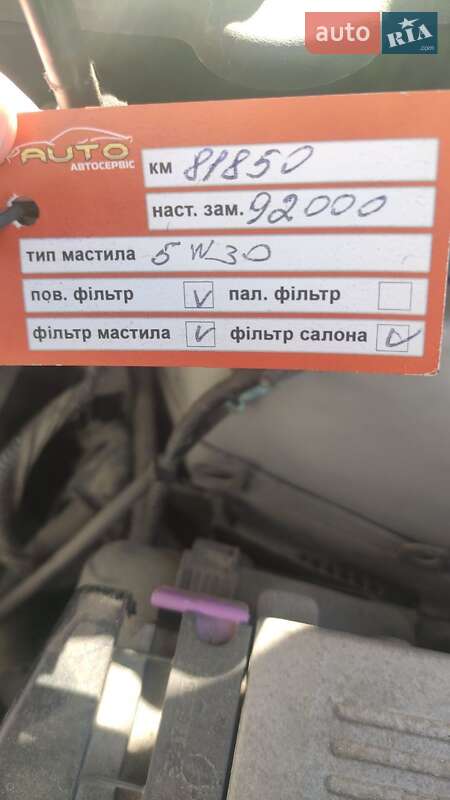 auto RIA .com
AUTO
АВТОСЕРВІС
км 81850
наст. зам. 92000
тип мастила 5W30
пов. фільтр V пал. фільтр
фільтр мастила V фільтр салона V